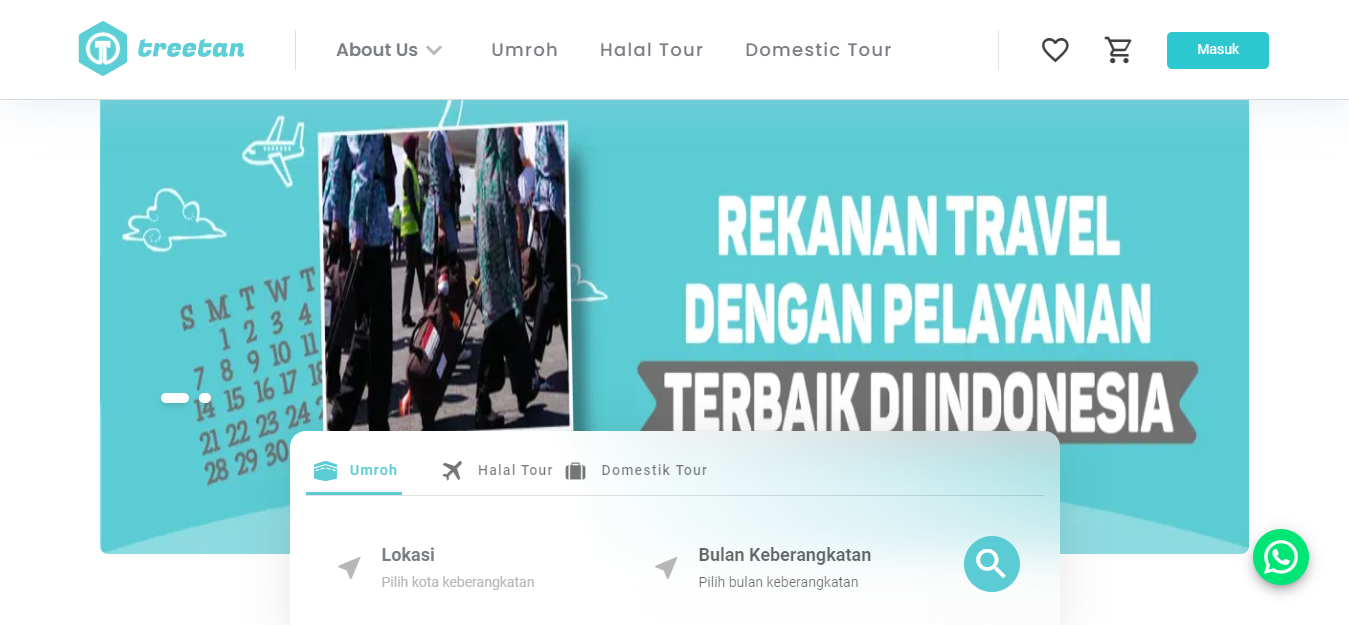 treetan
About Us
Umroh
Halal Tour
Domestic Tour
Masuk
REKANAN TRAVEL
DENGAN PELAYANAN
TERBAIK DI INDONESIA
S M T W T
1 2 3 4
7 8 9 10 11
14 15 16 17 18
21 22 23 24 2
28 29 30
Umroh
Halal Tour
Domestik Tour
Lokasi
Pilih kota keberangkatan
Bulan Keberangkatan
Pilih bulan keberangkatan